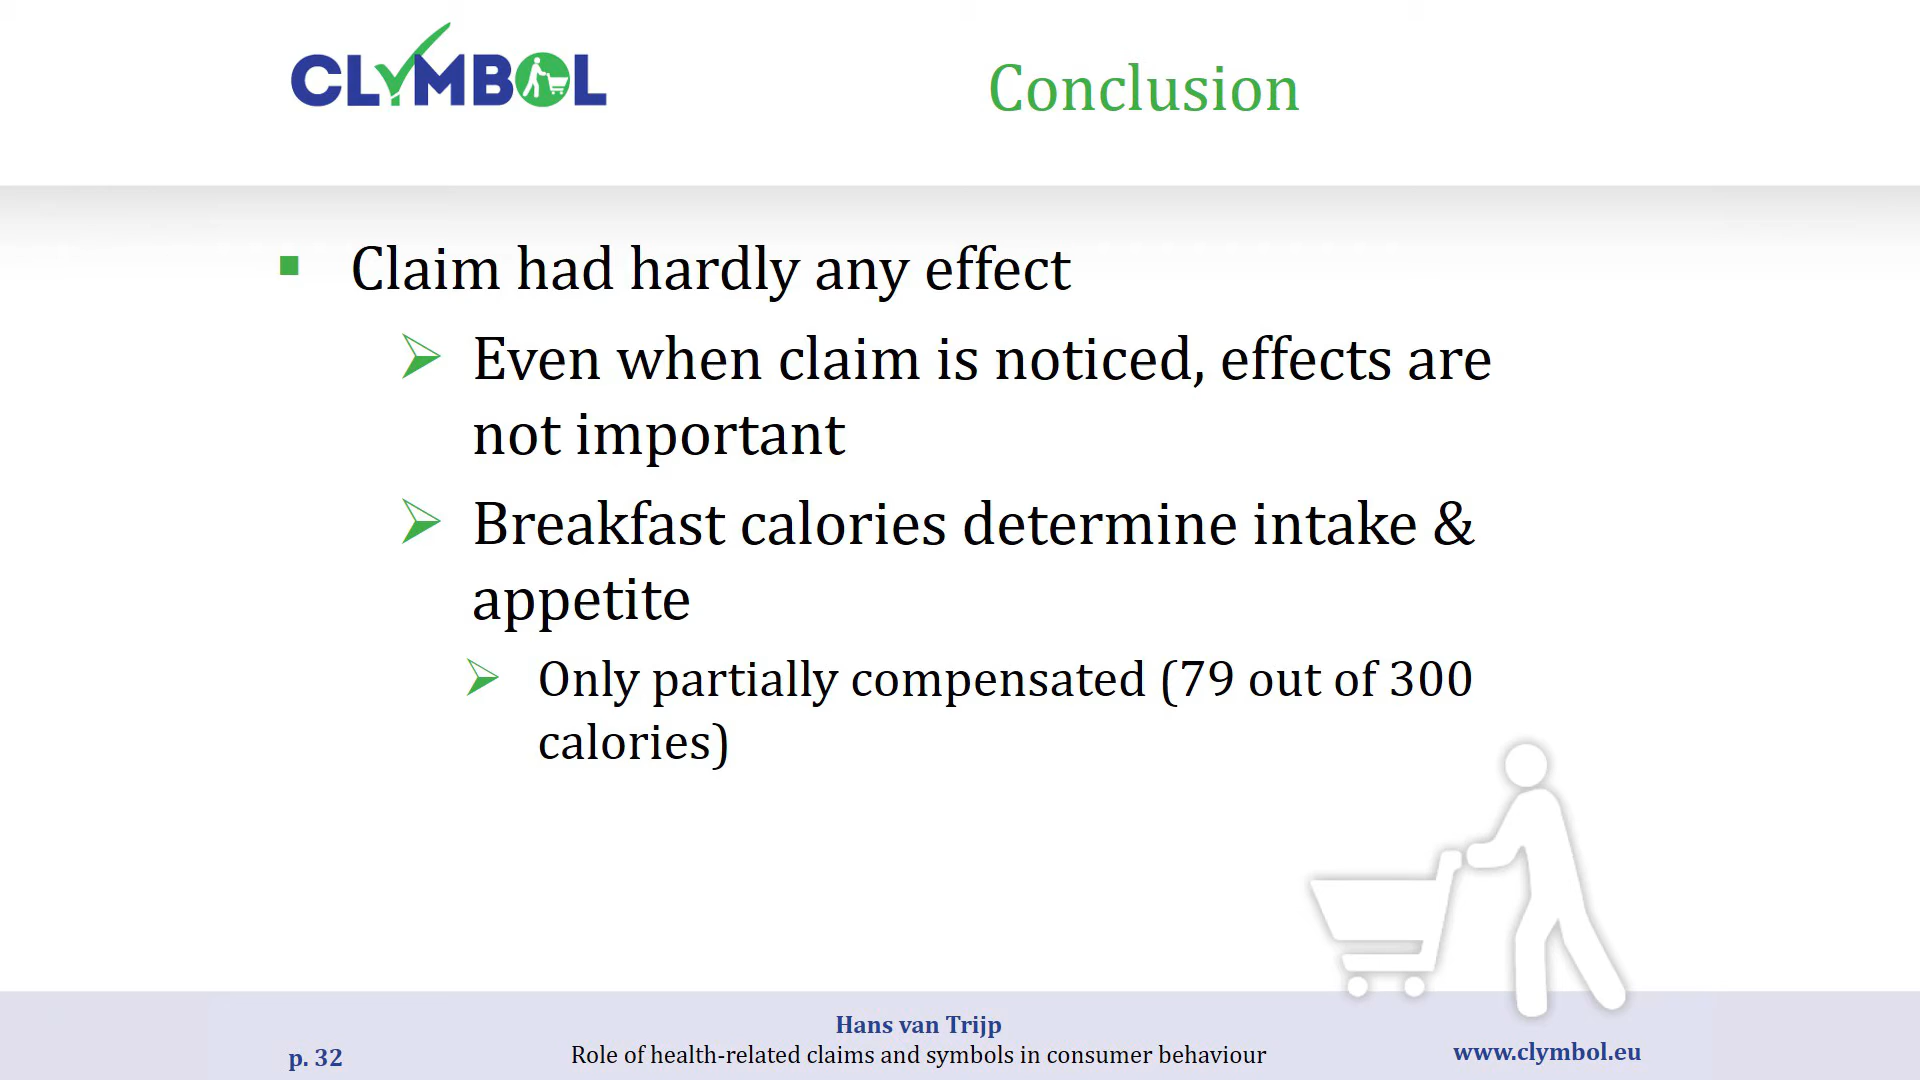 CLYMBOL
Conclusion
Claim had hardly any effect
Even when claim is noticed, effects are
not important
Breakfast calories determine intake &
appetite
Only partially compensated (79 out of 300
calories)
Hans van Trijp
p. 32
Role of health-related claims and symbols in consumer behaviour
www.clymbol.eu